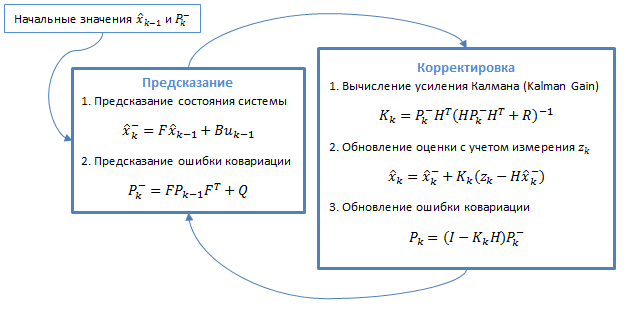 Начальные значения x̂ₖ₋₁ и Pₖ⁻
Предсказание
1. Предсказание состояния системы
x̂ₖ⁻ = Fx̂ₖ₋₁ + Buₖ₋₁
2. Предсказание ошибки ковариации
Pₖ⁻ = FPₖ₋₁Fᵀ + Q
Корректировка
1. Вычисление усиления Калмана (Kalman Gain)
Kₖ = Pₖ⁻Hᵀ(HPₖ⁻Hᵀ + R)⁻¹
2. Обновление оценки с учетом измерения zₖ
x̂ₖ = x̂ₖ⁻ + Kₖ(zₖ − Hx̂ₖ⁻)
3. Обновление ошибки ковариации
Pₖ = (I − KₖH)Pₖ⁻